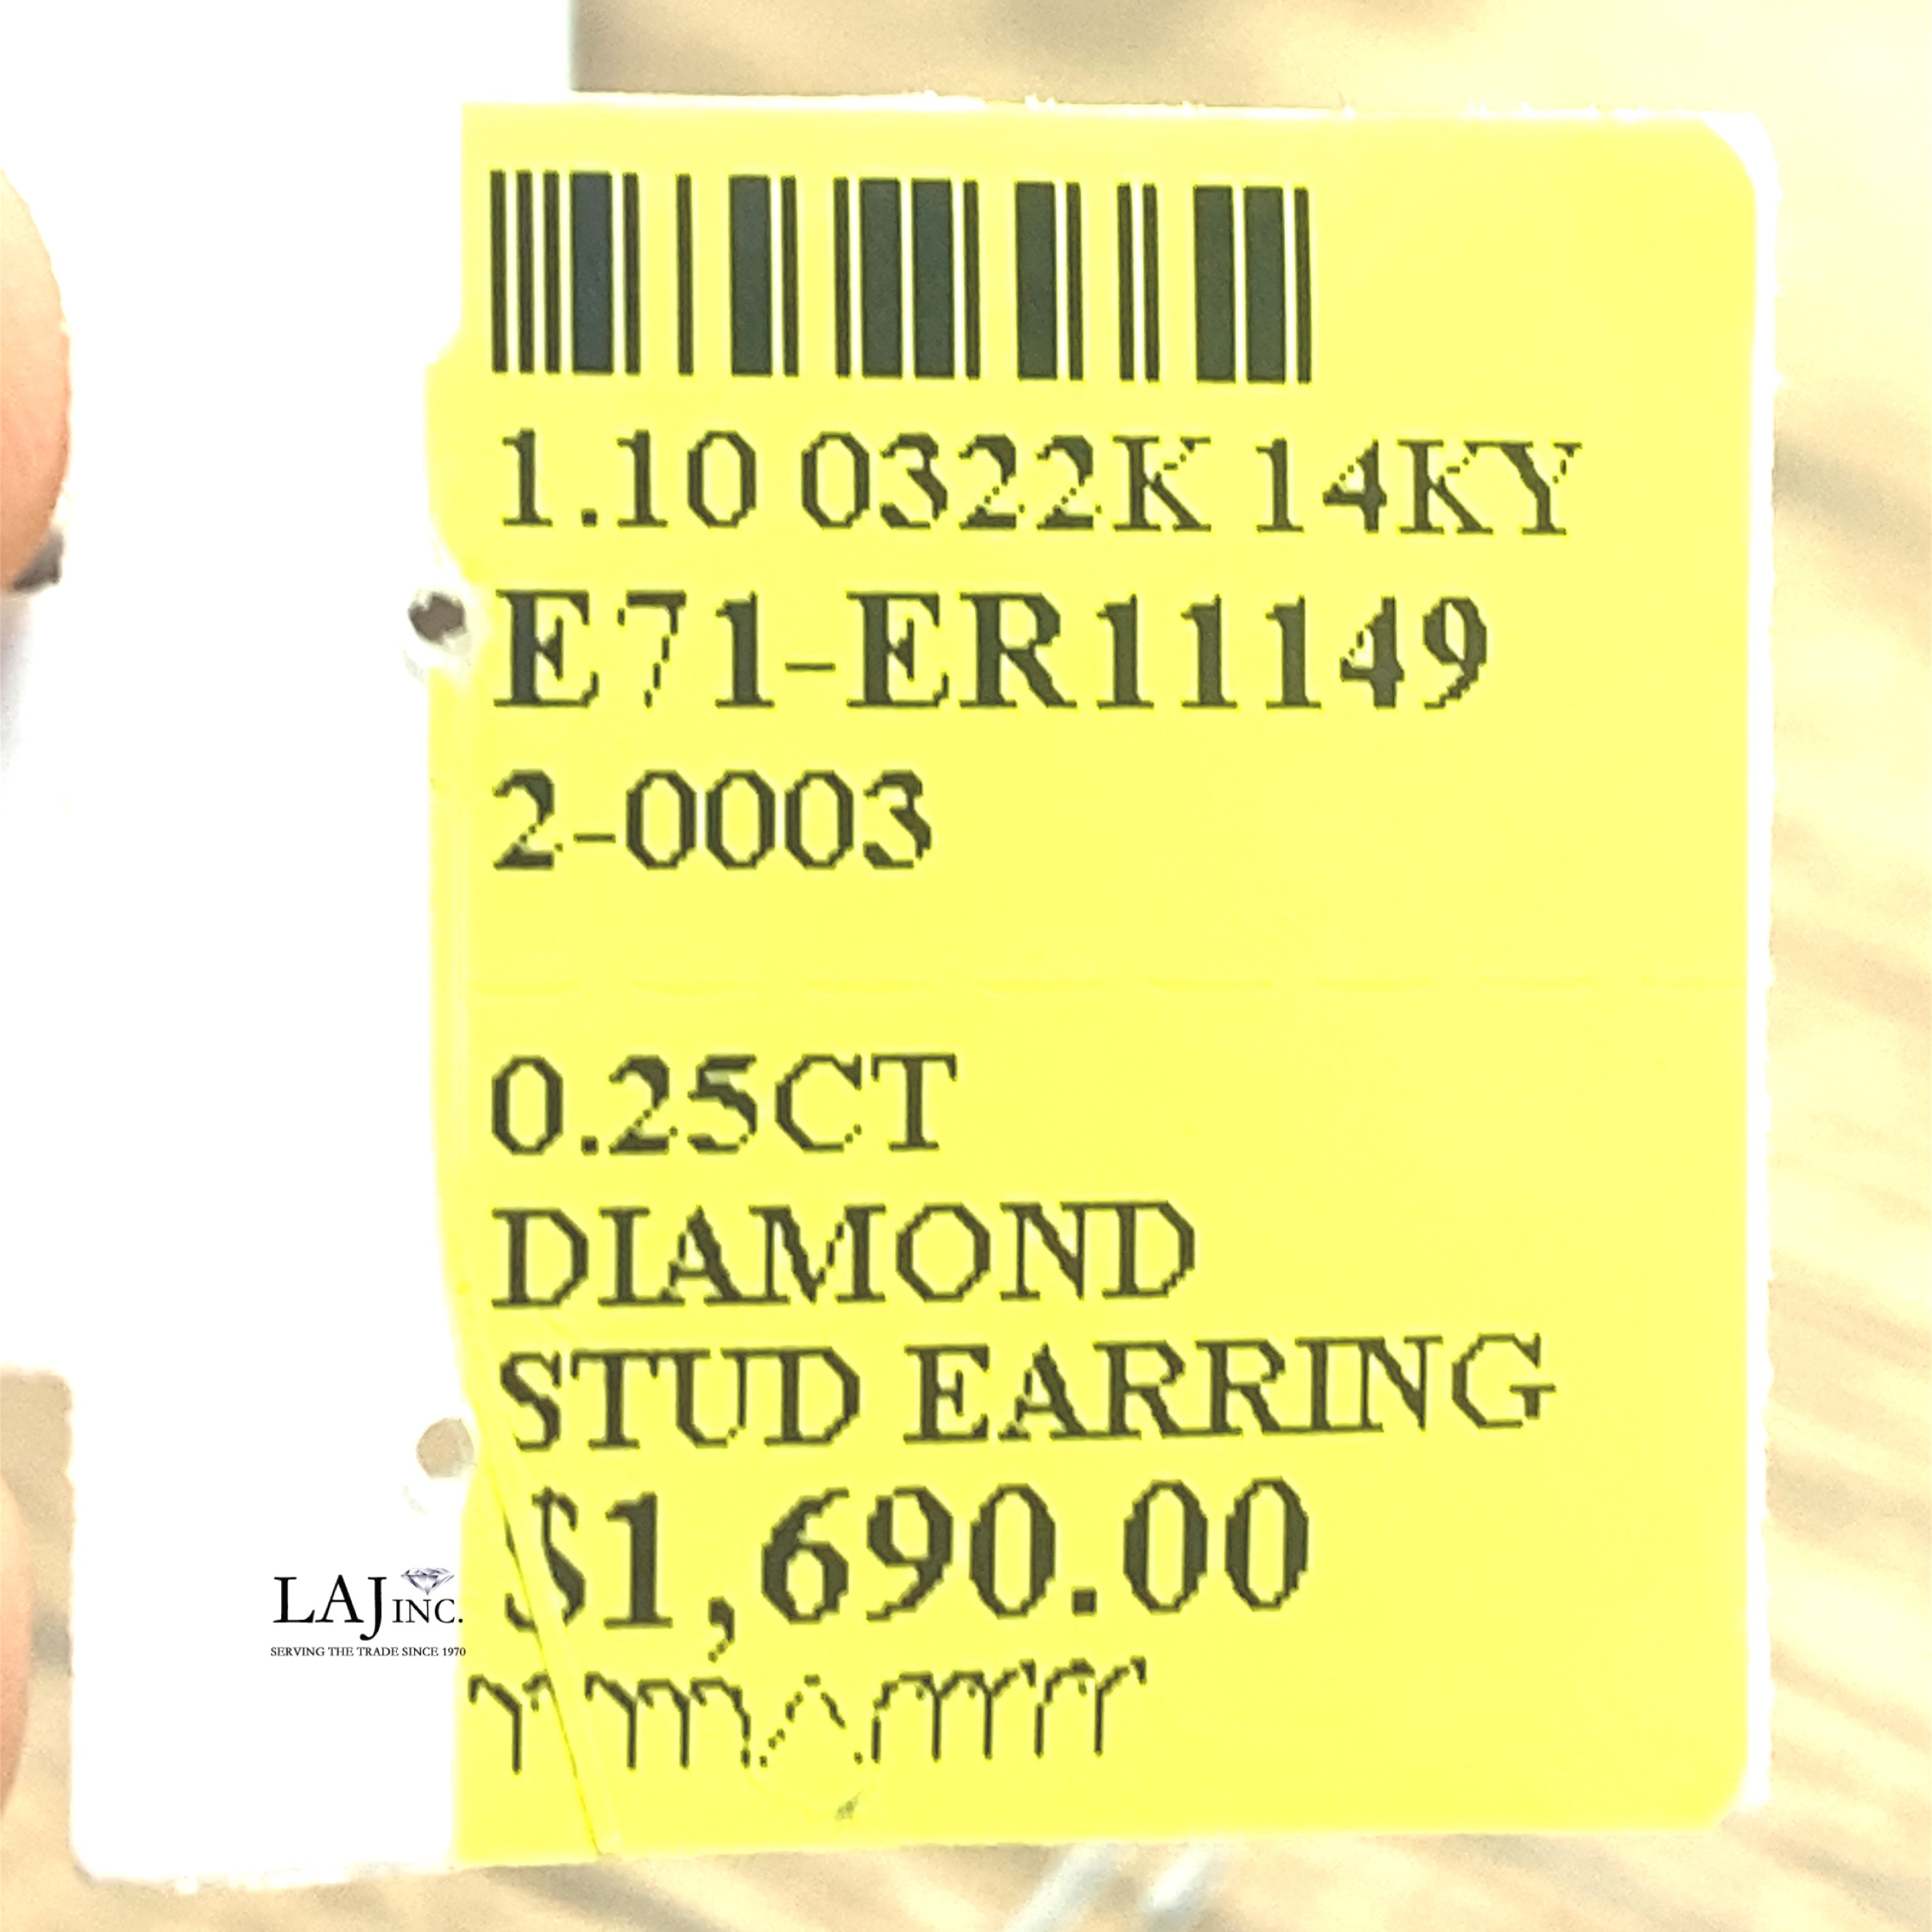 1.10 0322K 14KY
E71-ER11149
2-0003
0.25CT
DIAMOND
STUD EARRING
$1,690.00
LAJ INC.
SERVING THE TRADE SINCE 1970